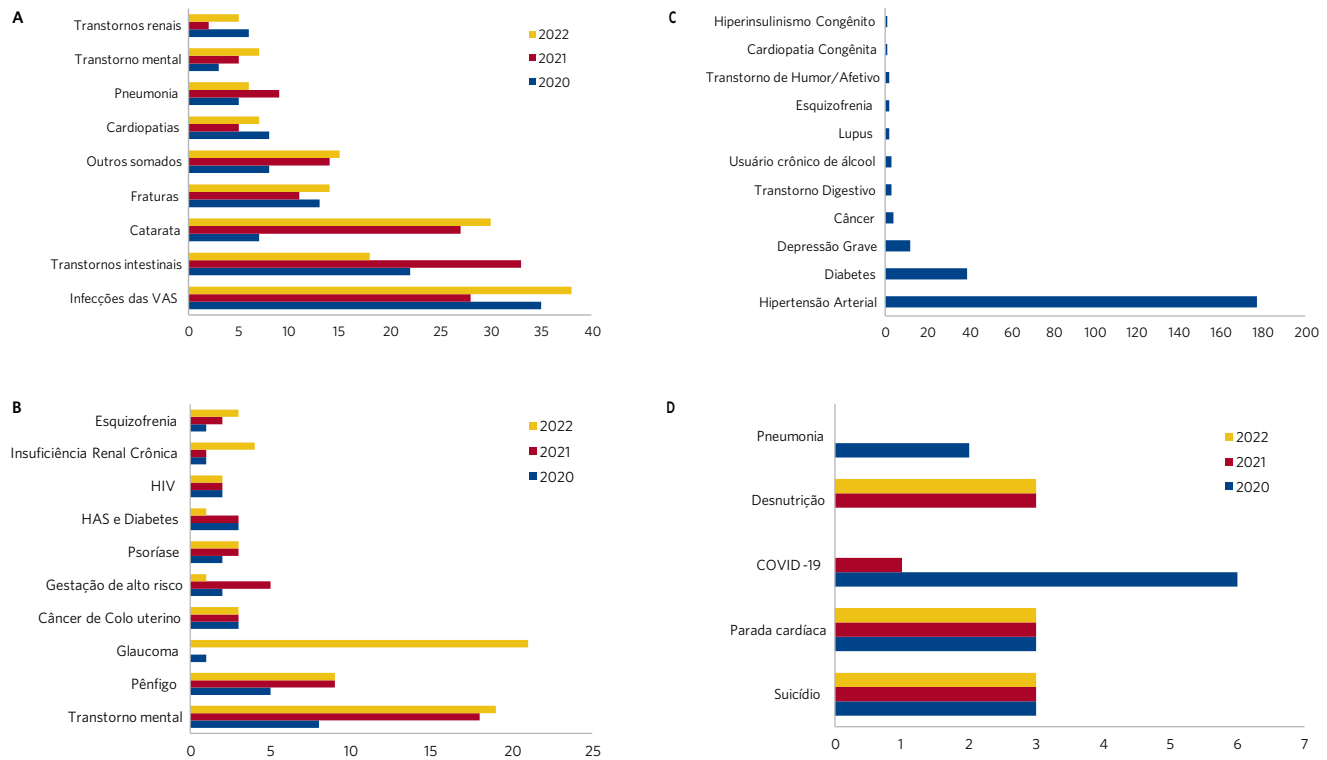 A
Transtornos renais
Transtorno mental
Pneumonia
Cardiopatias
Outros somados
Fraturas
Catarata
Transtornos intestinais
Infecções das VAS
0 5 10 15 20 25 30 35 40
2022
2021
2020
C
Hiperinsulinismo Congênito
Cardiopatia Congênita
Transtorno de Humor/Afetivo
Esquizofrenia
Lupus
Usuário crônico de álcool
Transtorno Digestivo
Câncer
Depressão Grave
Diabetes
Hipertensão Arterial
0 20 40 60 80 100 120 140 160 180 200
B
Esquizofrenia
Insuficiência Renal Crônica
HIV
HAS e Diabetes
Psoríase
Gestação de alto risco
Câncer de Colo uterino
Glaucoma
Pênfigo
Transtorno mental
0 5 10 15 20 25
2022
2021
2020
D
Pneumonia
Desnutrição
COVID -19
Parada cardíaca
Suicídio
0 1 2 3 4 5 6 7
2022
2021
2020